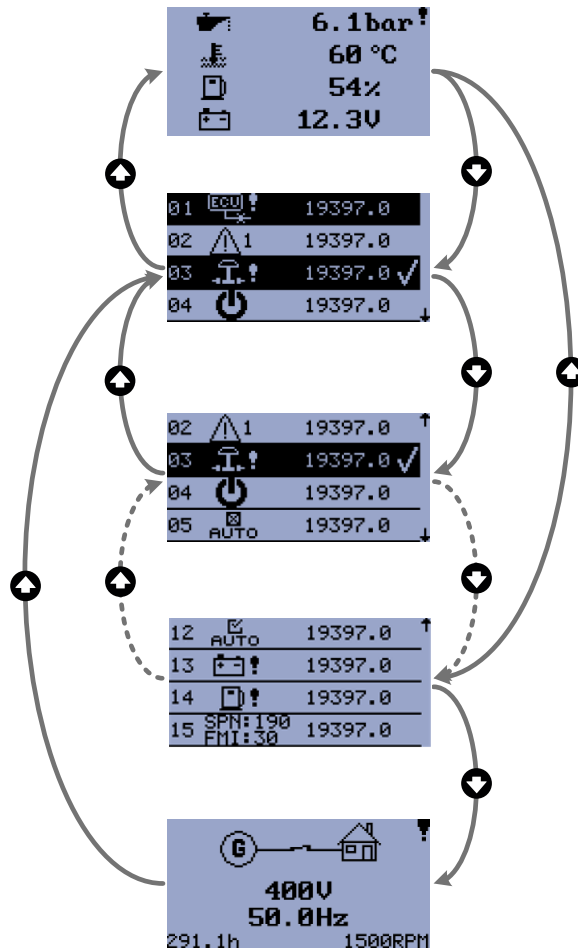 6.1bar
60 °C
54%
12.3V
01 ECU 19397.0
02 1 19397.0
03 19397.0
04 19397.0
02 1 19397.0
03 19397.0
04 19397.0
05 AUTO 19397.0
12 AUTO 19397.0
13 19397.0
14 19397.0
15 SPN:190 19397.0
FMI:30
G
400V
50.0Hz
291.1h 1500RPM